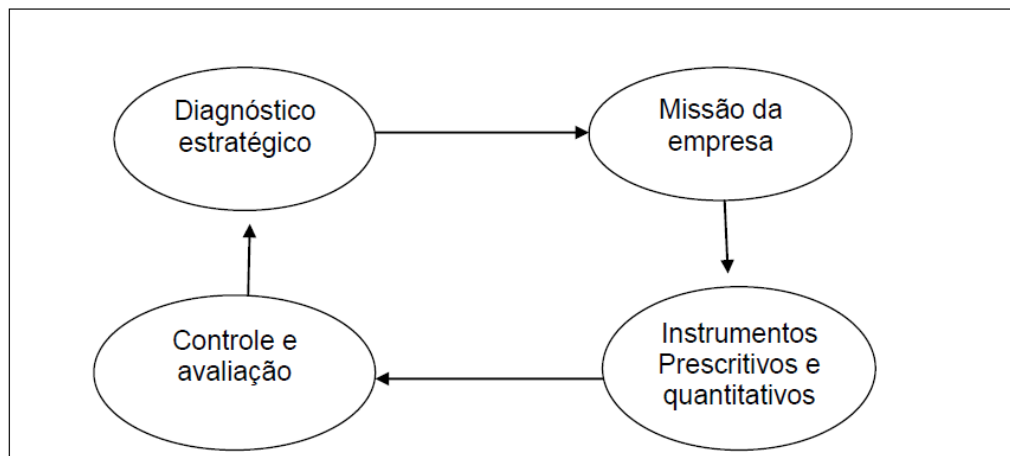 Diagnóstico
estratégico
Missão da
empresa
Instrumentos
Prescritivos e
quantitativos
Controle e
avaliação